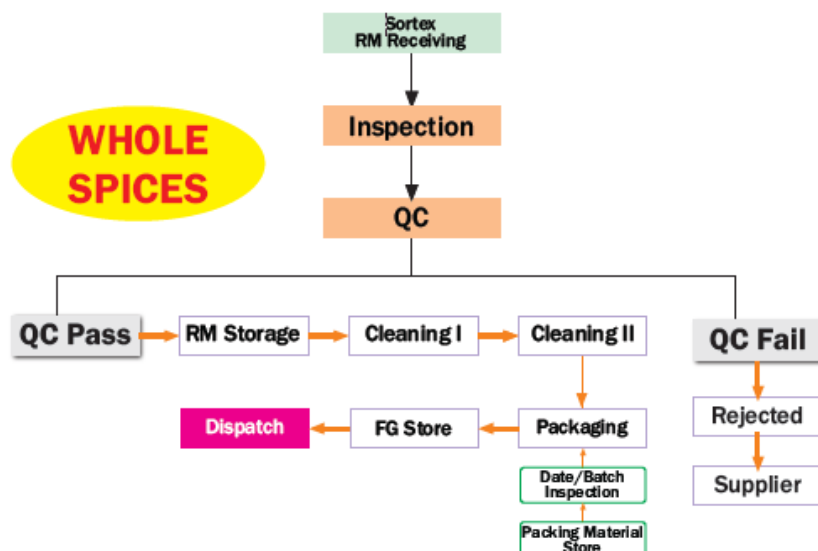 Sortex
RM Receiving
Inspection
WHOLE
SPICES
QC
QC Pass
RM Storage
Cleaning I
Cleaning II
QC Fail
Dispatch
FG Store
Packaging
Rejected
Date/Batch
Inspection
Supplier
Packing Material
Store